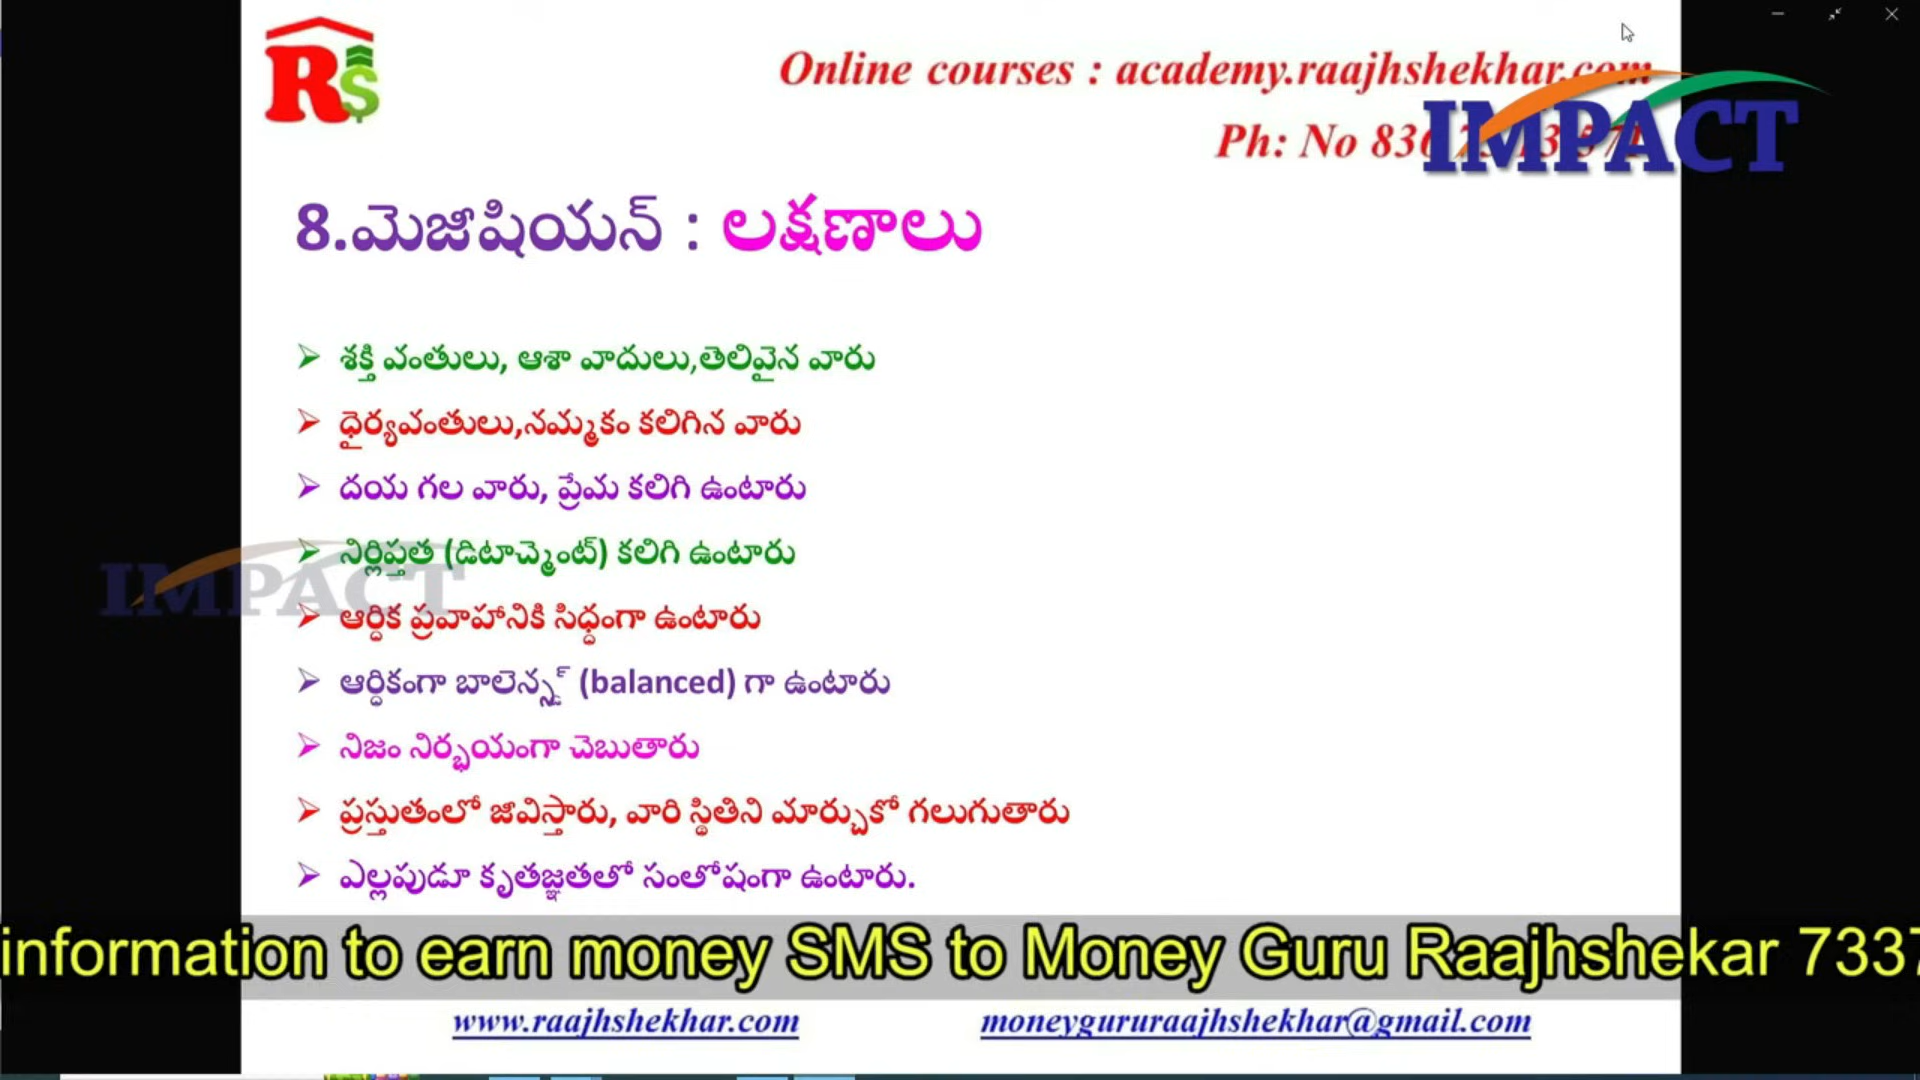 R$
Online courses : academy.raajhshekhar.com
IMPACT
Ph: No
8.మెజీషియన్ : లక్షణాలు
➢ శక్తి వంతులు, ఆశా వాదులు,తెలివైన వారు
➢ ధైర్యవంతులు,నమ్మకం కలిగిన వారు
➢ దయ గల వారు, ప్రేమ కలిగి ఉంటారు
➢ నిర్లిప్తత (డిటాచ్మెంట్) కలిగి ఉంటారు
IMPACT
➢ ఆర్ధిక ప్రవాహానికి సిద్ధంగా ఉంటారు
➢ ఆర్ధికంగా బాలెన్స్డ్ (balanced) గా ఉంటారు
➢ నిజం నిర్భయంగా చెబుతారు
➢ ప్రస్తుతంలో జీవిస్తారు, వారి స్థితిని మార్చుకో గలుగుతారు
➢ ఎల్లపుడూ కృతజ్ఞతతో సంతోషంగా ఉంటారు.
information to earn money SMS to Money Guru Raajhshekar 7337
www.raajhshekhar.com moneygururaajhshekhar@gmail.com